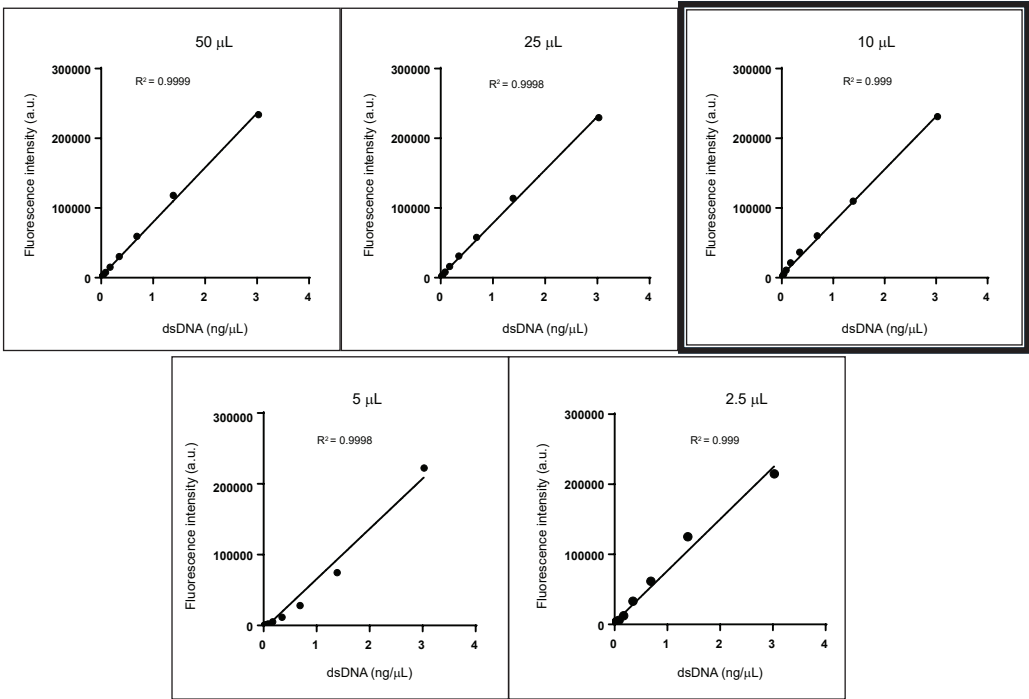 50 μL
R² = 0.9999
Fluorescence intensity (a.u.)
300000
200000
100000
0
0 1 2 3 4
dsDNA (ng/μL)
25 μL
R² = 0.9998
Fluorescence intensity (a.u.)
300000
200000
100000
0
0 1 2 3 4
dsDNA (ng/μL)
10 μL
R² = 0.999
Fluorescence intensity (a.u.)
300000
200000
100000
0
0 1 2 3 4
dsDNA (ng/μL)
5 μL
R² = 0.9998
Fluorescence intensity (a.u.)
300000
200000
100000
0
0 1 2 3 4
dsDNA (ng/μL)
2.5 μL
R² = 0.999
Fluorescence intensity (a.u.)
300000
200000
100000
0
0 1 2 3 4
dsDNA (ng/μL)